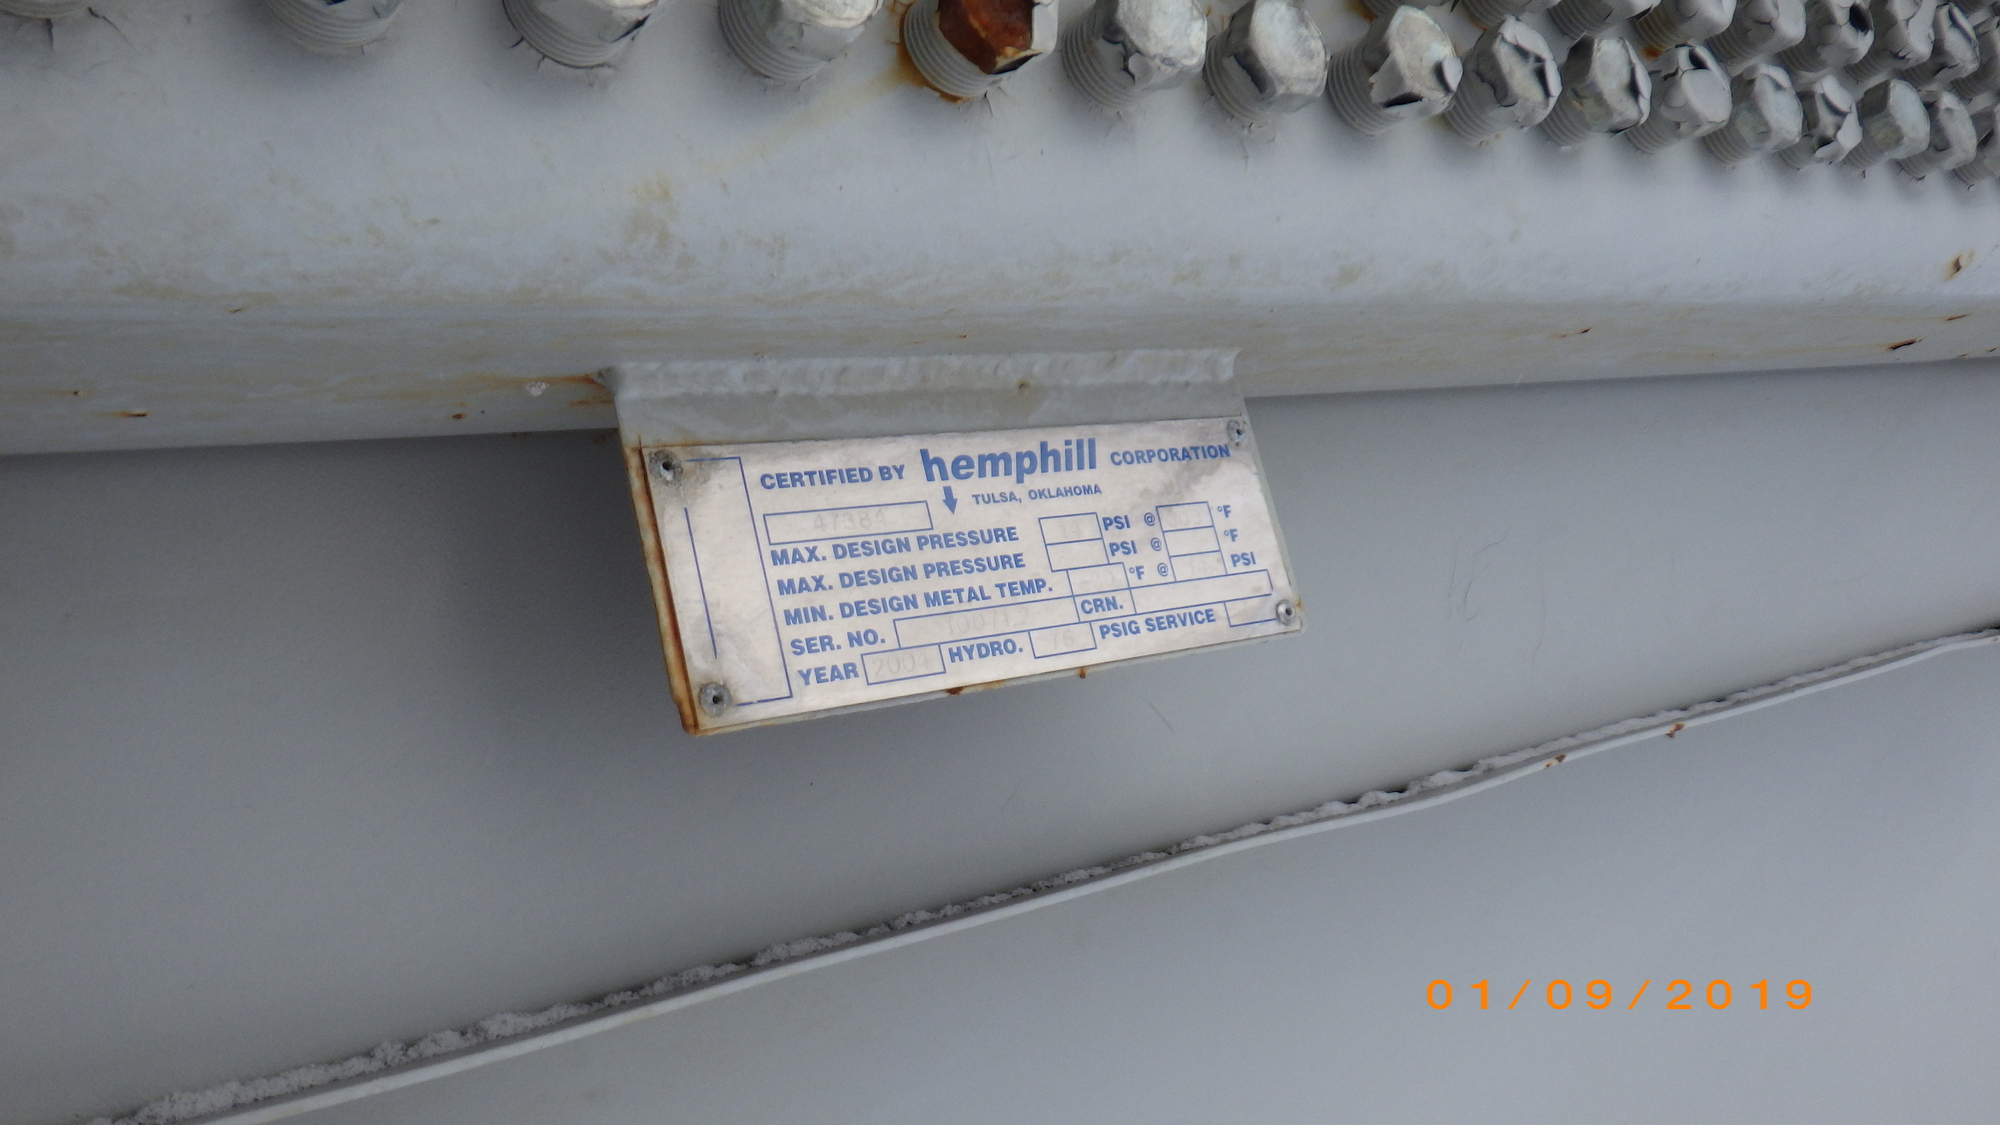 CERTIFIED BY hemphill CORPORATION
TULSA, OKLAHOMA
47384
MAX. DESIGN PRESSURE PSI @ °F
MAX. DESIGN PRESSURE PSI @ °F
MIN. DESIGN METAL TEMP. °F @ PSI
SER. NO. CRN.
YEAR 2004 HYDRO. PSIG SERVICE
01/09/2019